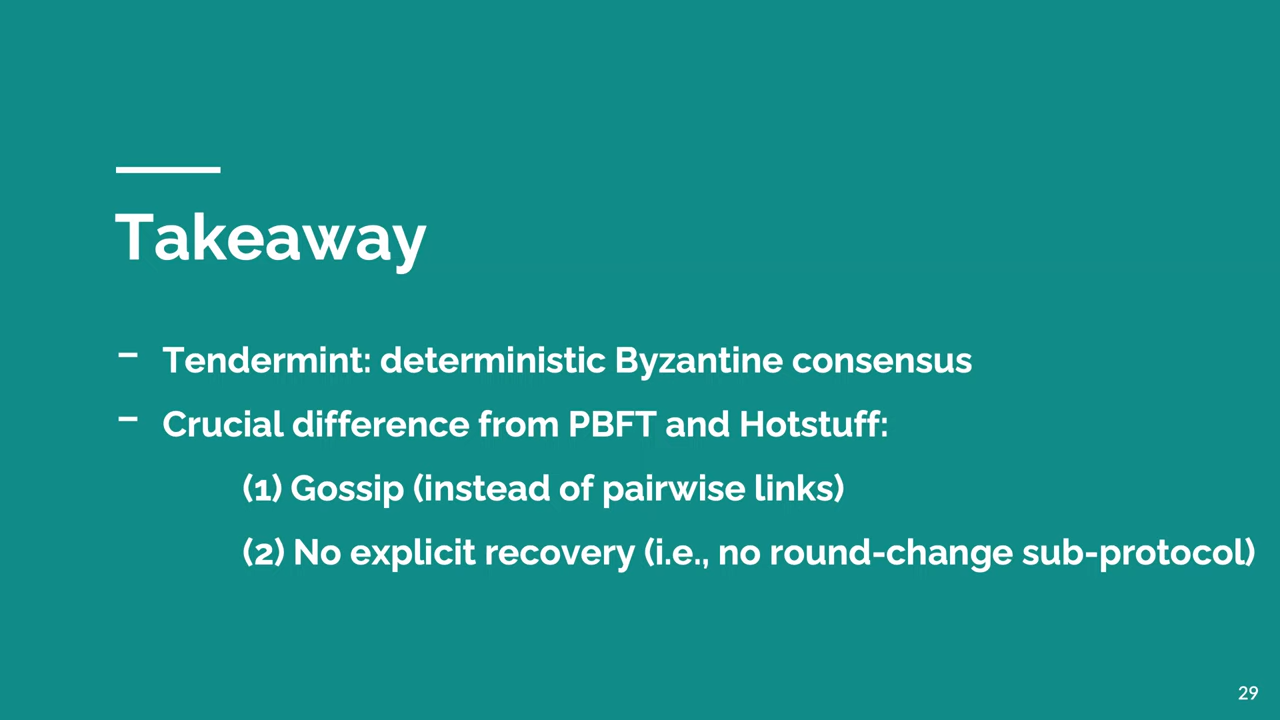 Takeaway
- Tendermint: deterministic Byzantine consensus
- Crucial difference from PBFT and Hotstuff:
(1) Gossip (instead of pairwise links)
(2) No explicit recovery (i.e., no round-change sub-protocol)
29